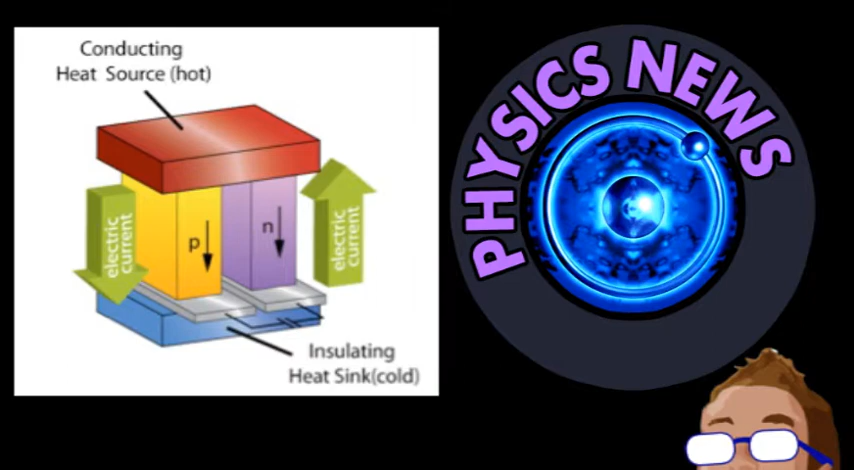 Conducting
Heat Source (hot)
electric
current
p
n
electric
current
Insulating
Heat Sink(cold)
PHYSICS NEWS